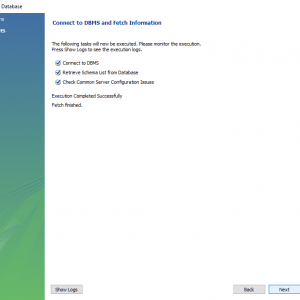 Database
Connect to DBMS and Fetch Information
The following tasks will now be executed. Please monitor the execution.
Press Show Logs to see the execution logs.
Connect to DBMS
Retrieve Schema List from Database
Check Common Server Configuration Issues
Execution Completed Successfully
Fetch finished.
Show Logs
Back
Next